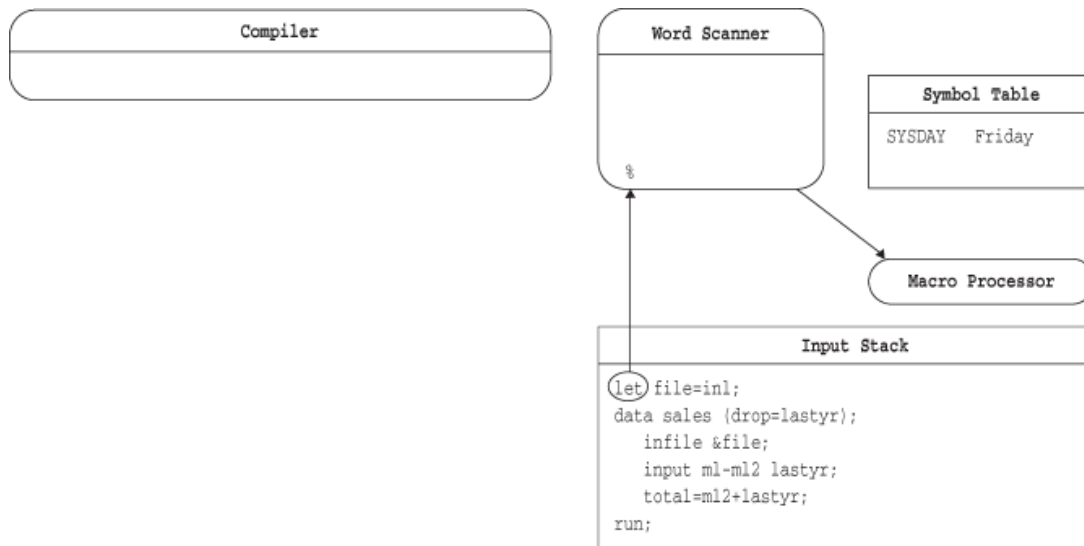 Compiler
Word Scanner
%
Symbol Table
SYSDAY Friday
Macro Processor
Input Stack
let file=inl;
data sales (drop=lastyr);
infile &file;
input ml-ml2 lastyr;
total=ml2+lastyr;
run;